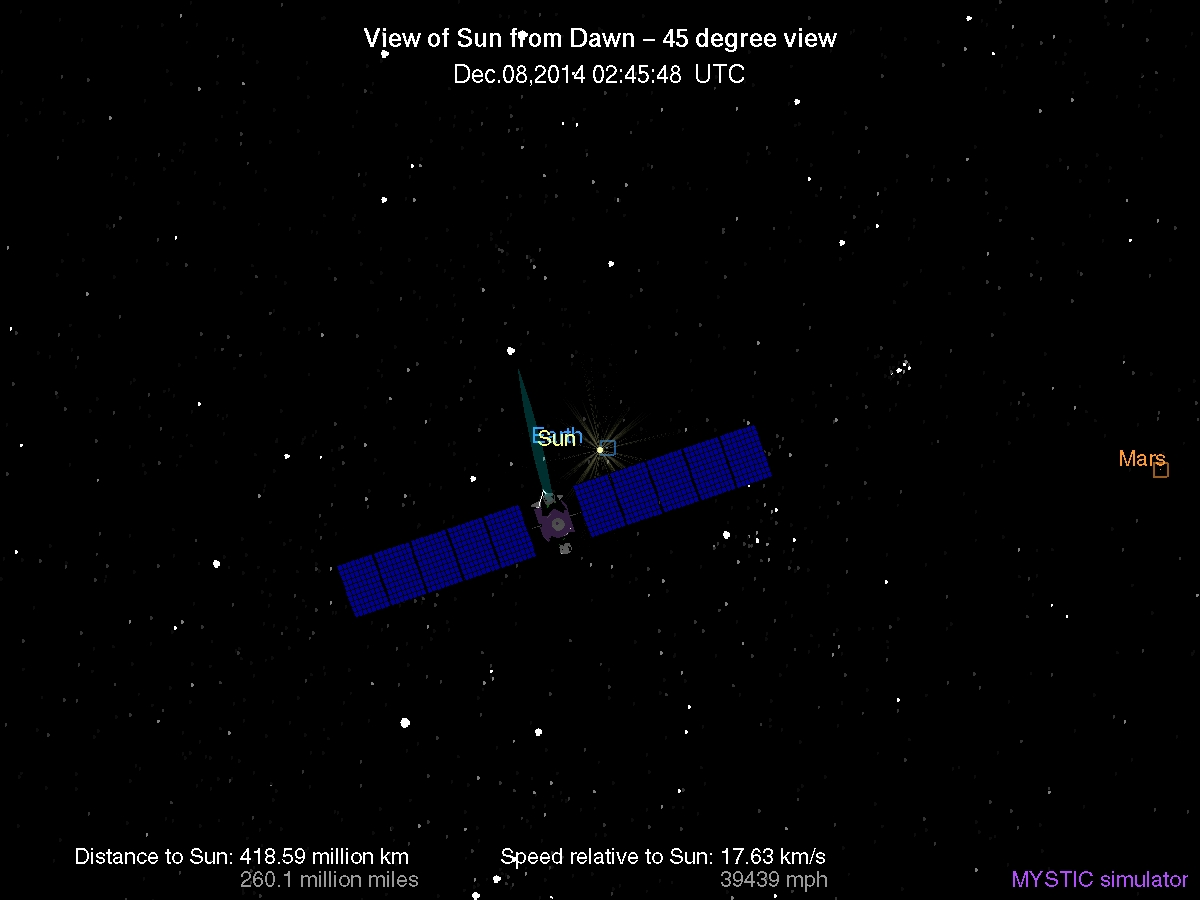 View of Sun from Dawn – 45 degree view
Dec.08,2014 02:45:48 UTC
Earth
Sun
Mars
Distance to Sun: 418.59 million km
260.1 million miles
Speed relative to Sun: 17.63 km/s
39439 mph
MYSTIC simulator